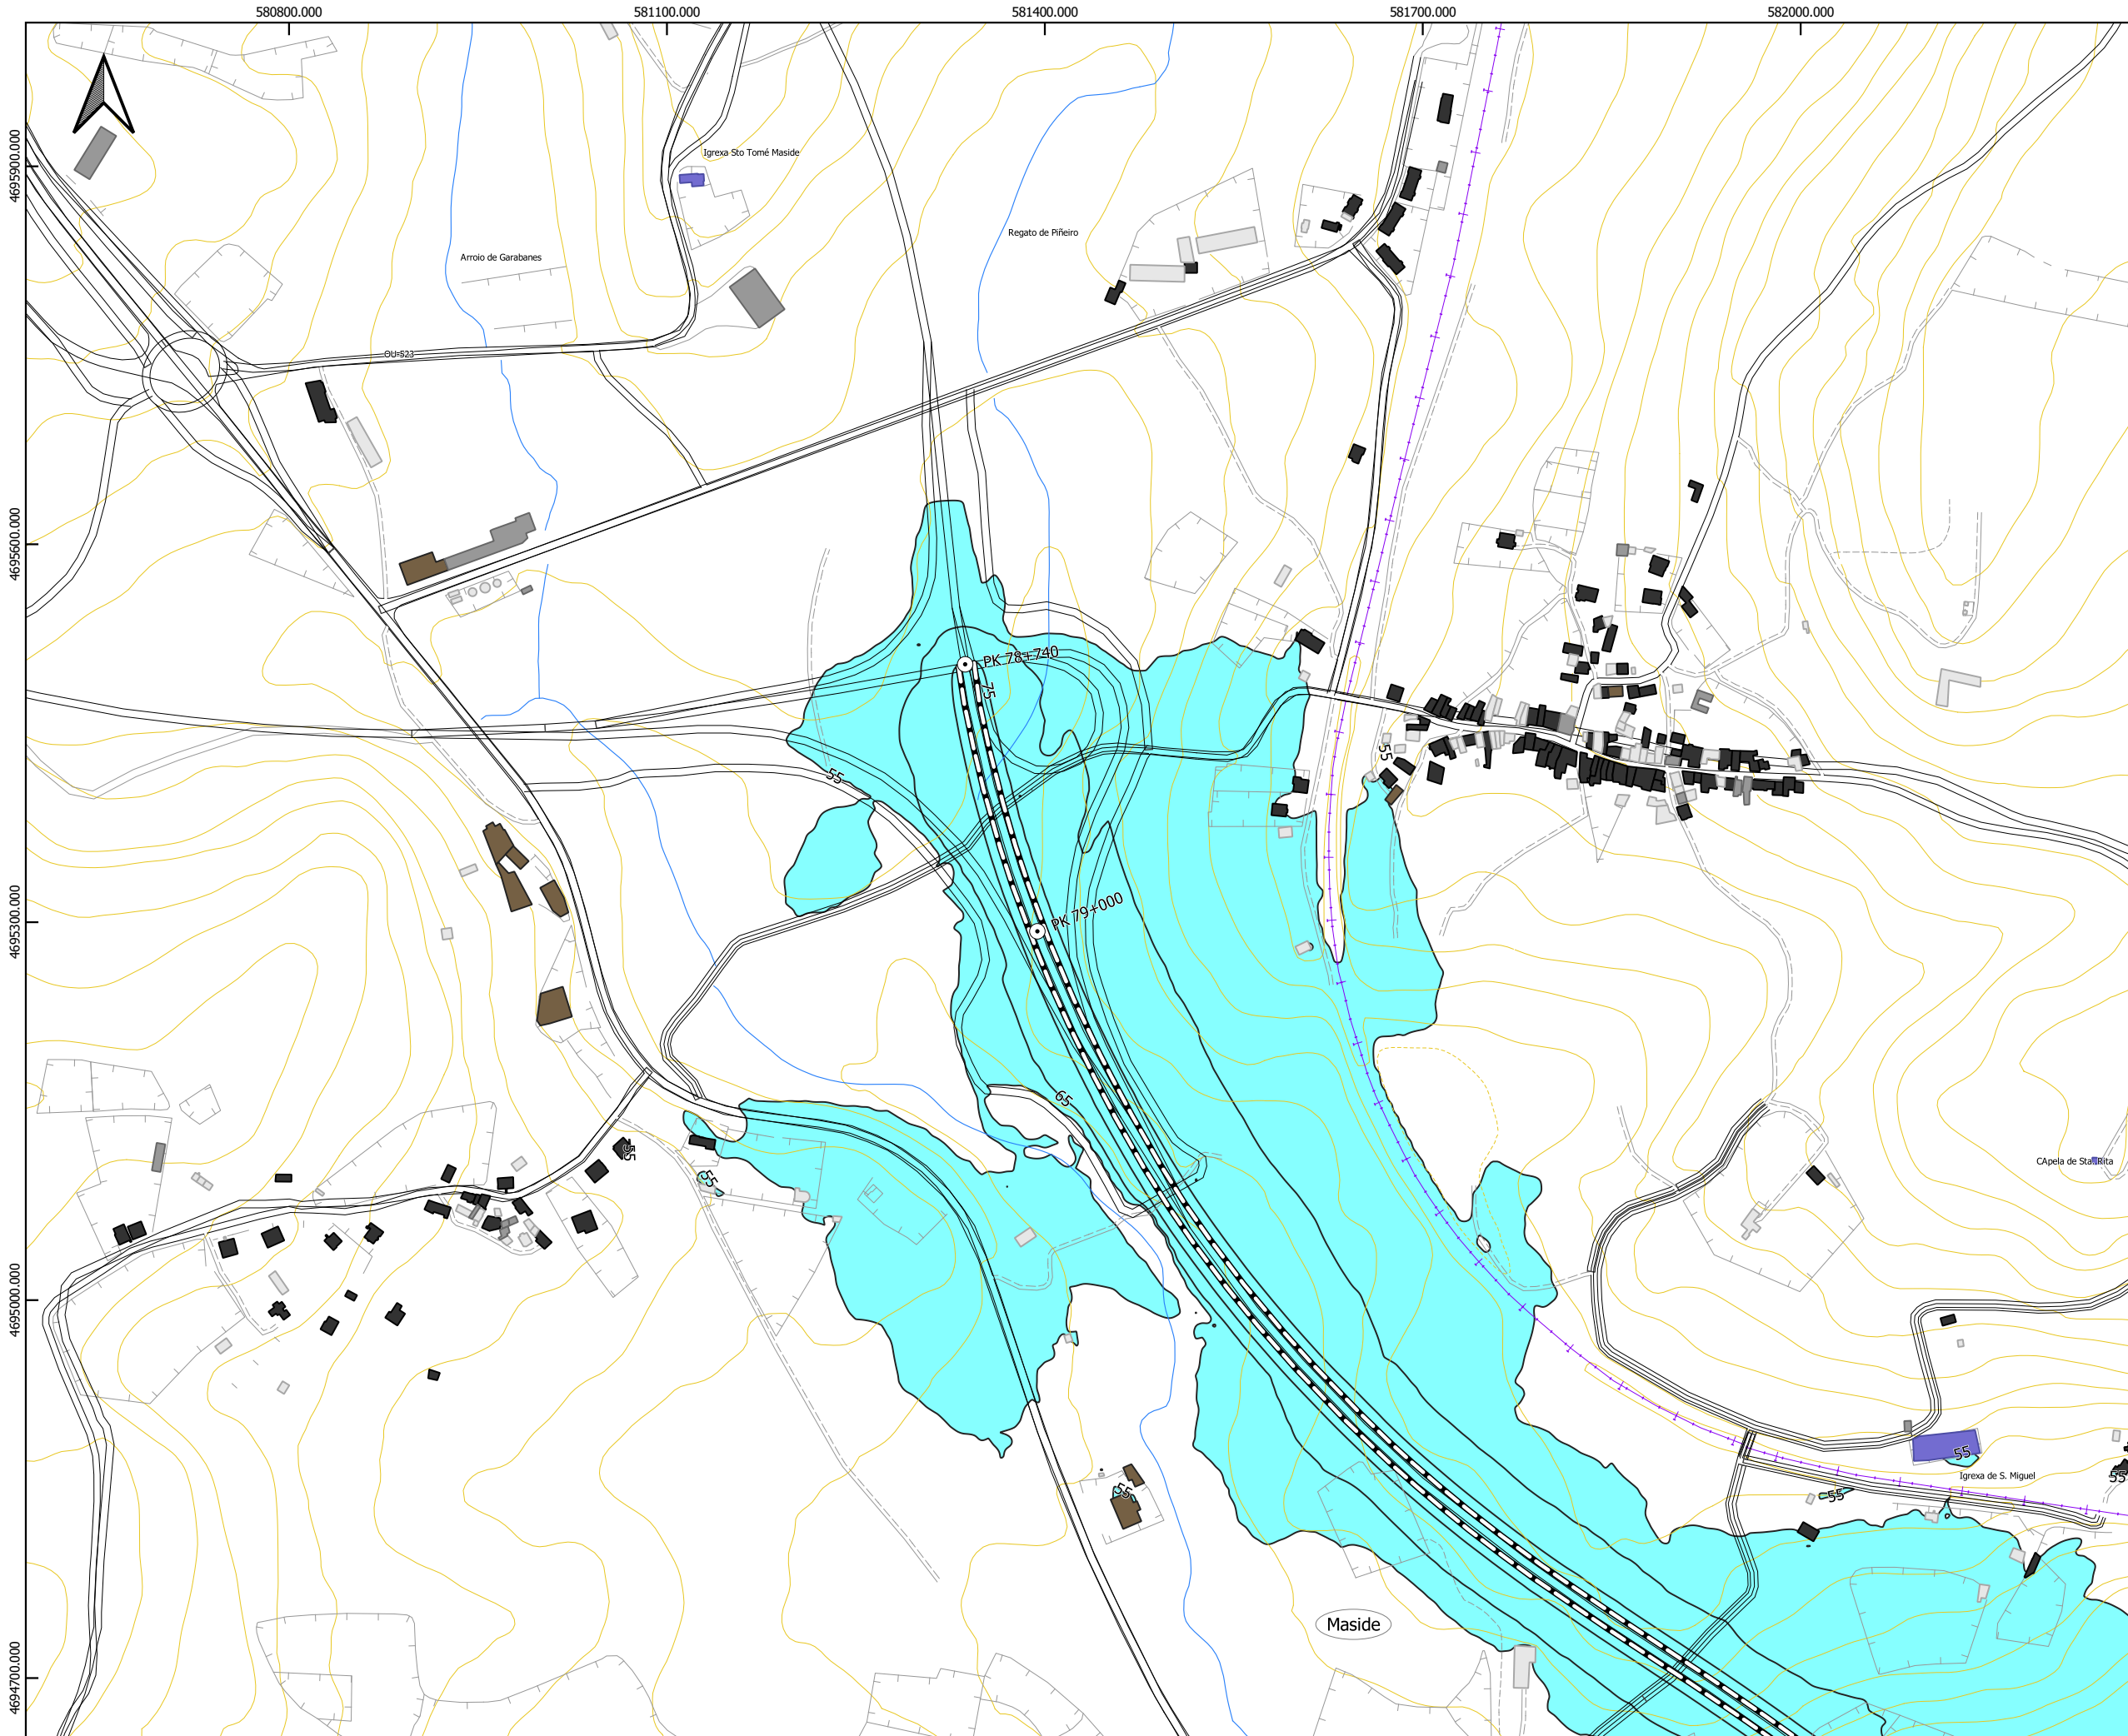 580800.000
581100.000
581400.000
581700.000
582000.000
4695900.000
4695600.000
4695300.000
4695000.000
4694700.000
Igrexa Sto Tomé Maside
Regato de Piñeiro
Arroio de Garabanes
OU-523
PK 78+740
75
55
55
PK 79+000
65
55
55
CApela de Sta. Rita
55
Igrexa de S. Miguel
55
55
55
Maside